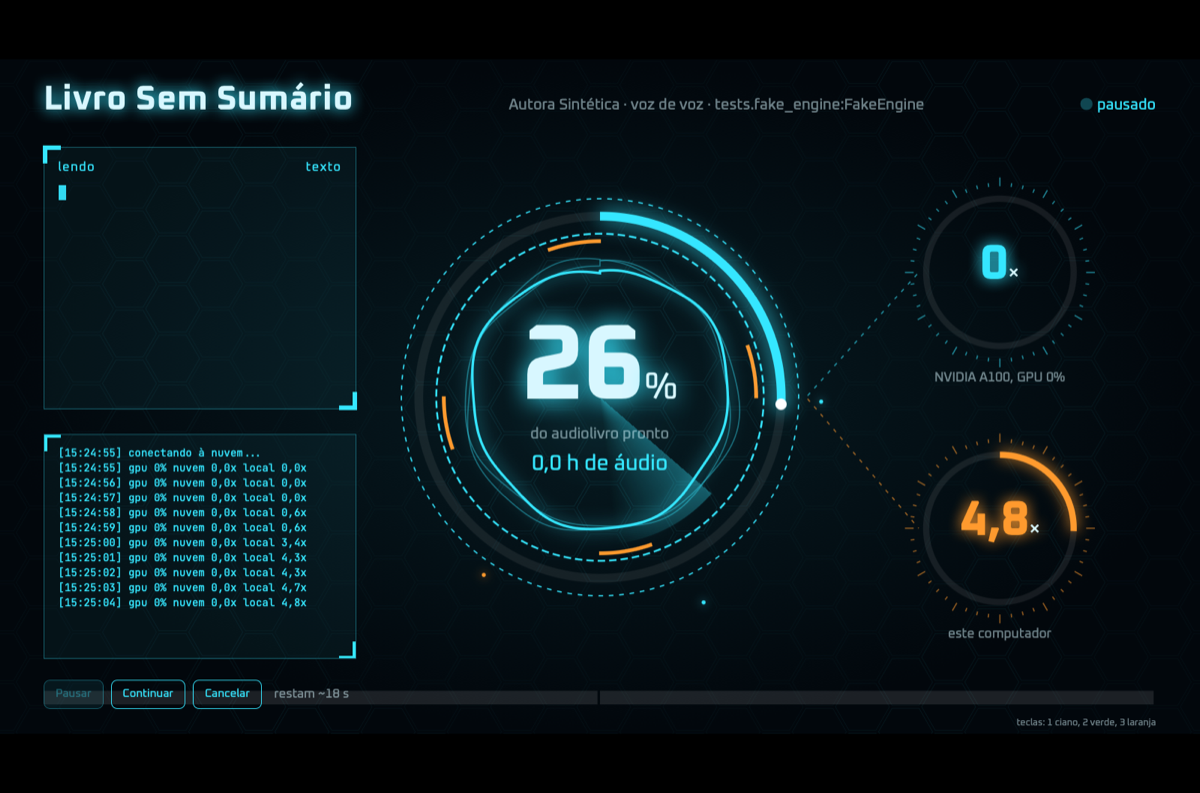 Livro Sem Sumário
Autora Sintética · voz de voz · tests.fake_engine:FakeEngine
pausado
lendo
texto
26%
do audiolivro pronto
0,0 h de áudio
0×
NVIDIA A100, GPU 0%
4,8×
este computador
[15:24:55] conectando à nuvem...
[15:24:55] gpu 0% nuvem 0,0x local 0,0x
[15:24:56] gpu 0% nuvem 0,0x local 0,0x
[15:24:57] gpu 0% nuvem 0,0x local 0,0x
[15:24:58] gpu 0% nuvem 0,0x local 0,6x
[15:24:59] gpu 0% nuvem 0,0x local 0,6x
[15:25:00] gpu 0% nuvem 0,0x local 3,4x
[15:25:01] gpu 0% nuvem 0,0x local 4,3x
[15:25:02] gpu 0% nuvem 0,0x local 4,3x
[15:25:03] gpu 0% nuvem 0,0x local 4,7x
[15:25:04] gpu 0% nuvem 0,0x local 4,8x
Pausar
Continuar
Cancelar
restam ~18 s
teclas: 1 ciano, 2 verde, 3 laranja